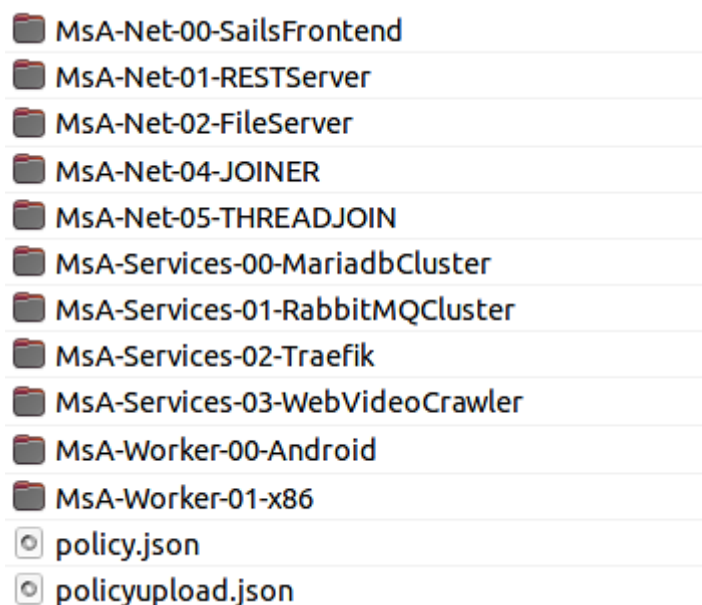 MsA-Net-00-SailsFrontend
MsA-Net-01-RESTServer
MsA-Net-02-FileServer
MsA-Net-04-JOINER
MsA-Net-05-THREADJOIN
MsA-Services-00-MariadbCluster
MsA-Services-01-RabbitMQCluster
MsA-Services-02-Traefik
MsA-Services-03-WebVideoCrawler
MsA-Worker-00-Android
MsA-Worker-01-x86
policy.json
policyupload.json